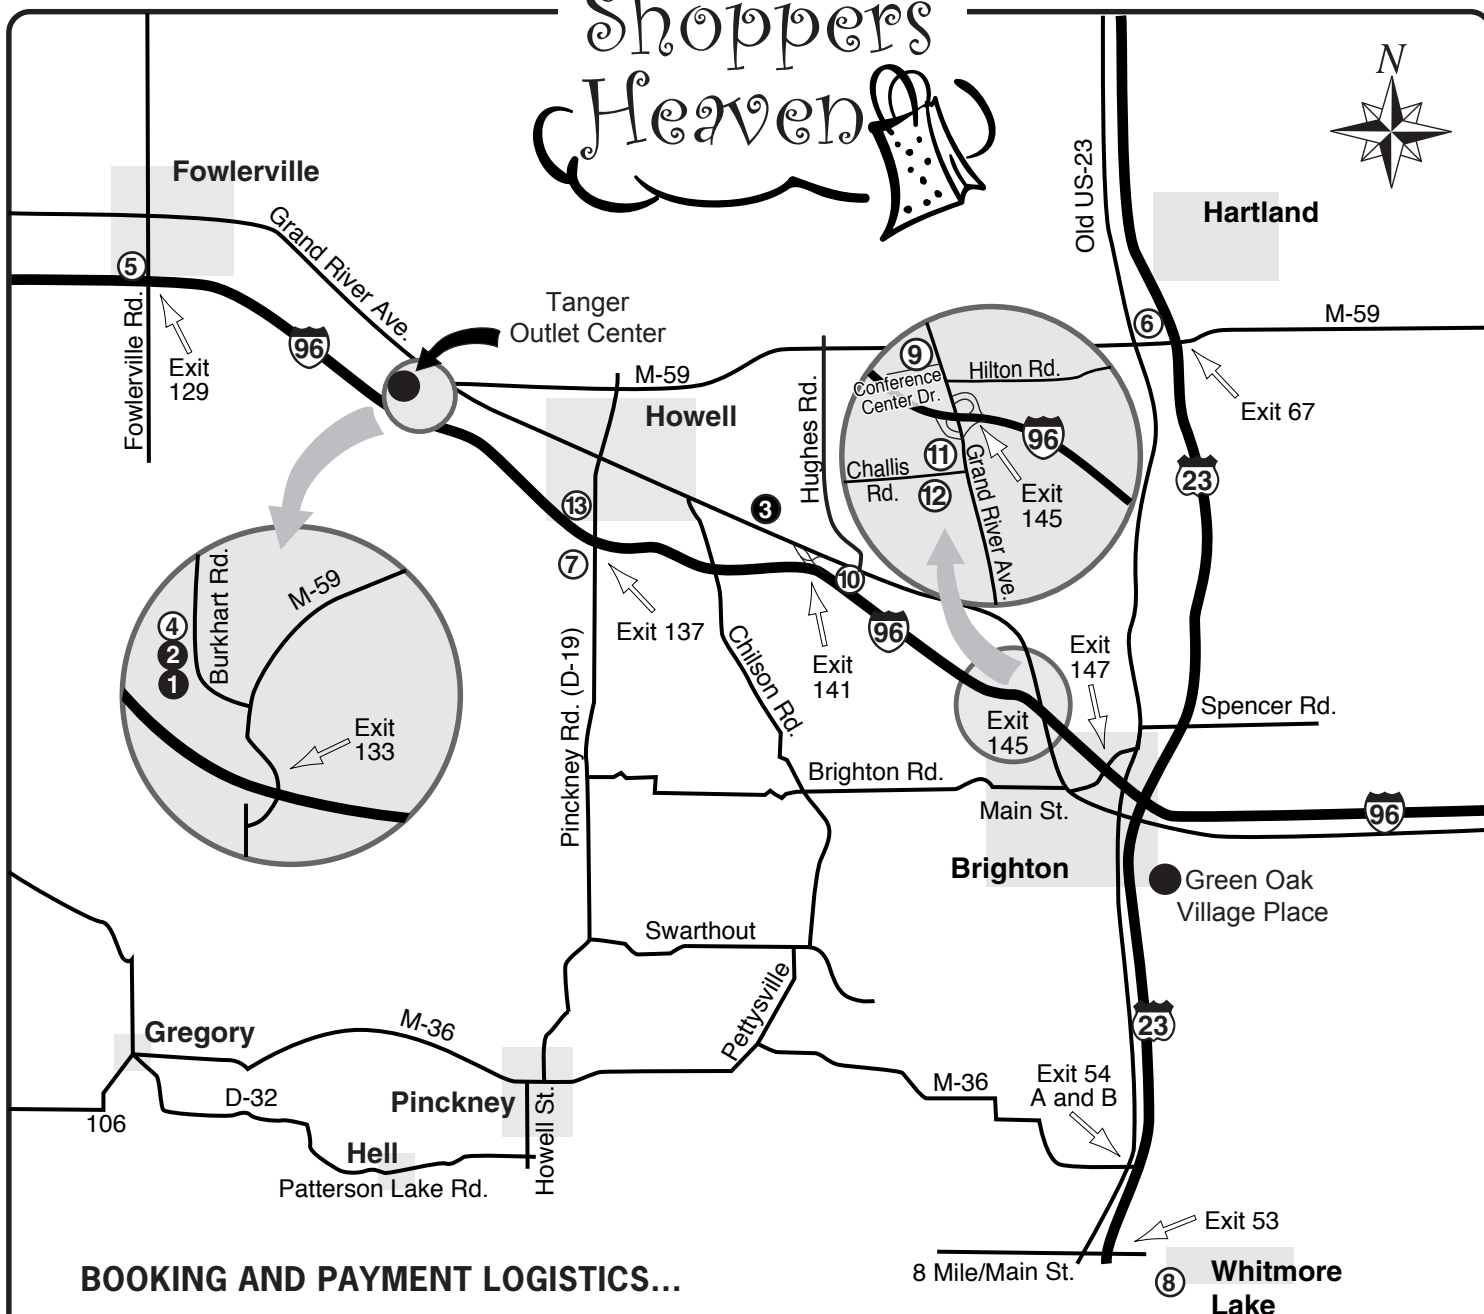 Shoppers
Heaven
N
Fowlerville
Hartland
Old US-23
Grand River Ave.
5
Fowlerville Rd.
96
Exit
129
Tanger
Outlet Center
M-59
6
M-59
Exit 67
Howell
Hughes Rd.
9
Conference
Center Dr.
Hilton Rd.
96
11
Challis
Rd.
12
Grand River Ave.
Exit
145
23
13
3
7
10
Exit 137
Exit
141
96
Exit
147
Burkhart Rd.
M-59
4
2
1
Exit
133
Pinckney Rd. (D-19)
Chilson Rd.
Exit
145
Spencer Rd.
Brighton Rd.
Main St.
96
Brighton
Green Oak
Village Place
Swarthout
Pettysville
23
Gregory
M-36
106
D-32
Pinckney
Howell St.
Hell
Patterson Lake Rd.
M-36
Exit 54
A and B
Exit 53
8 Mile/Main St.
8
Whitmore
Lake
BOOKING AND PAYMENT LOGISTICS...